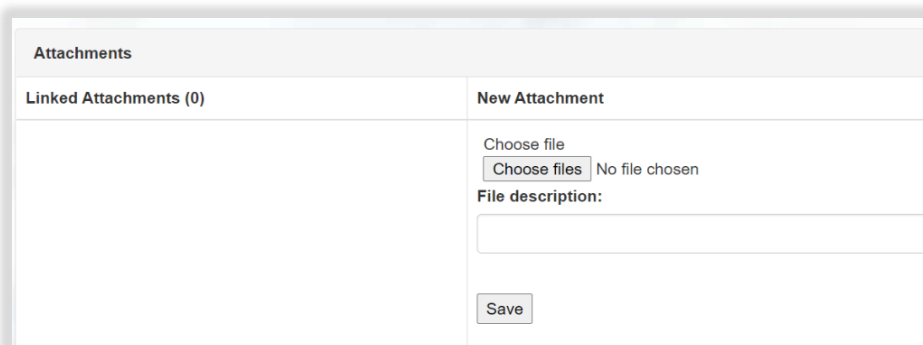 Attachments
Linked Attachments (0)
New Attachment
Choose file
Choose files No file chosen
File description:
Save